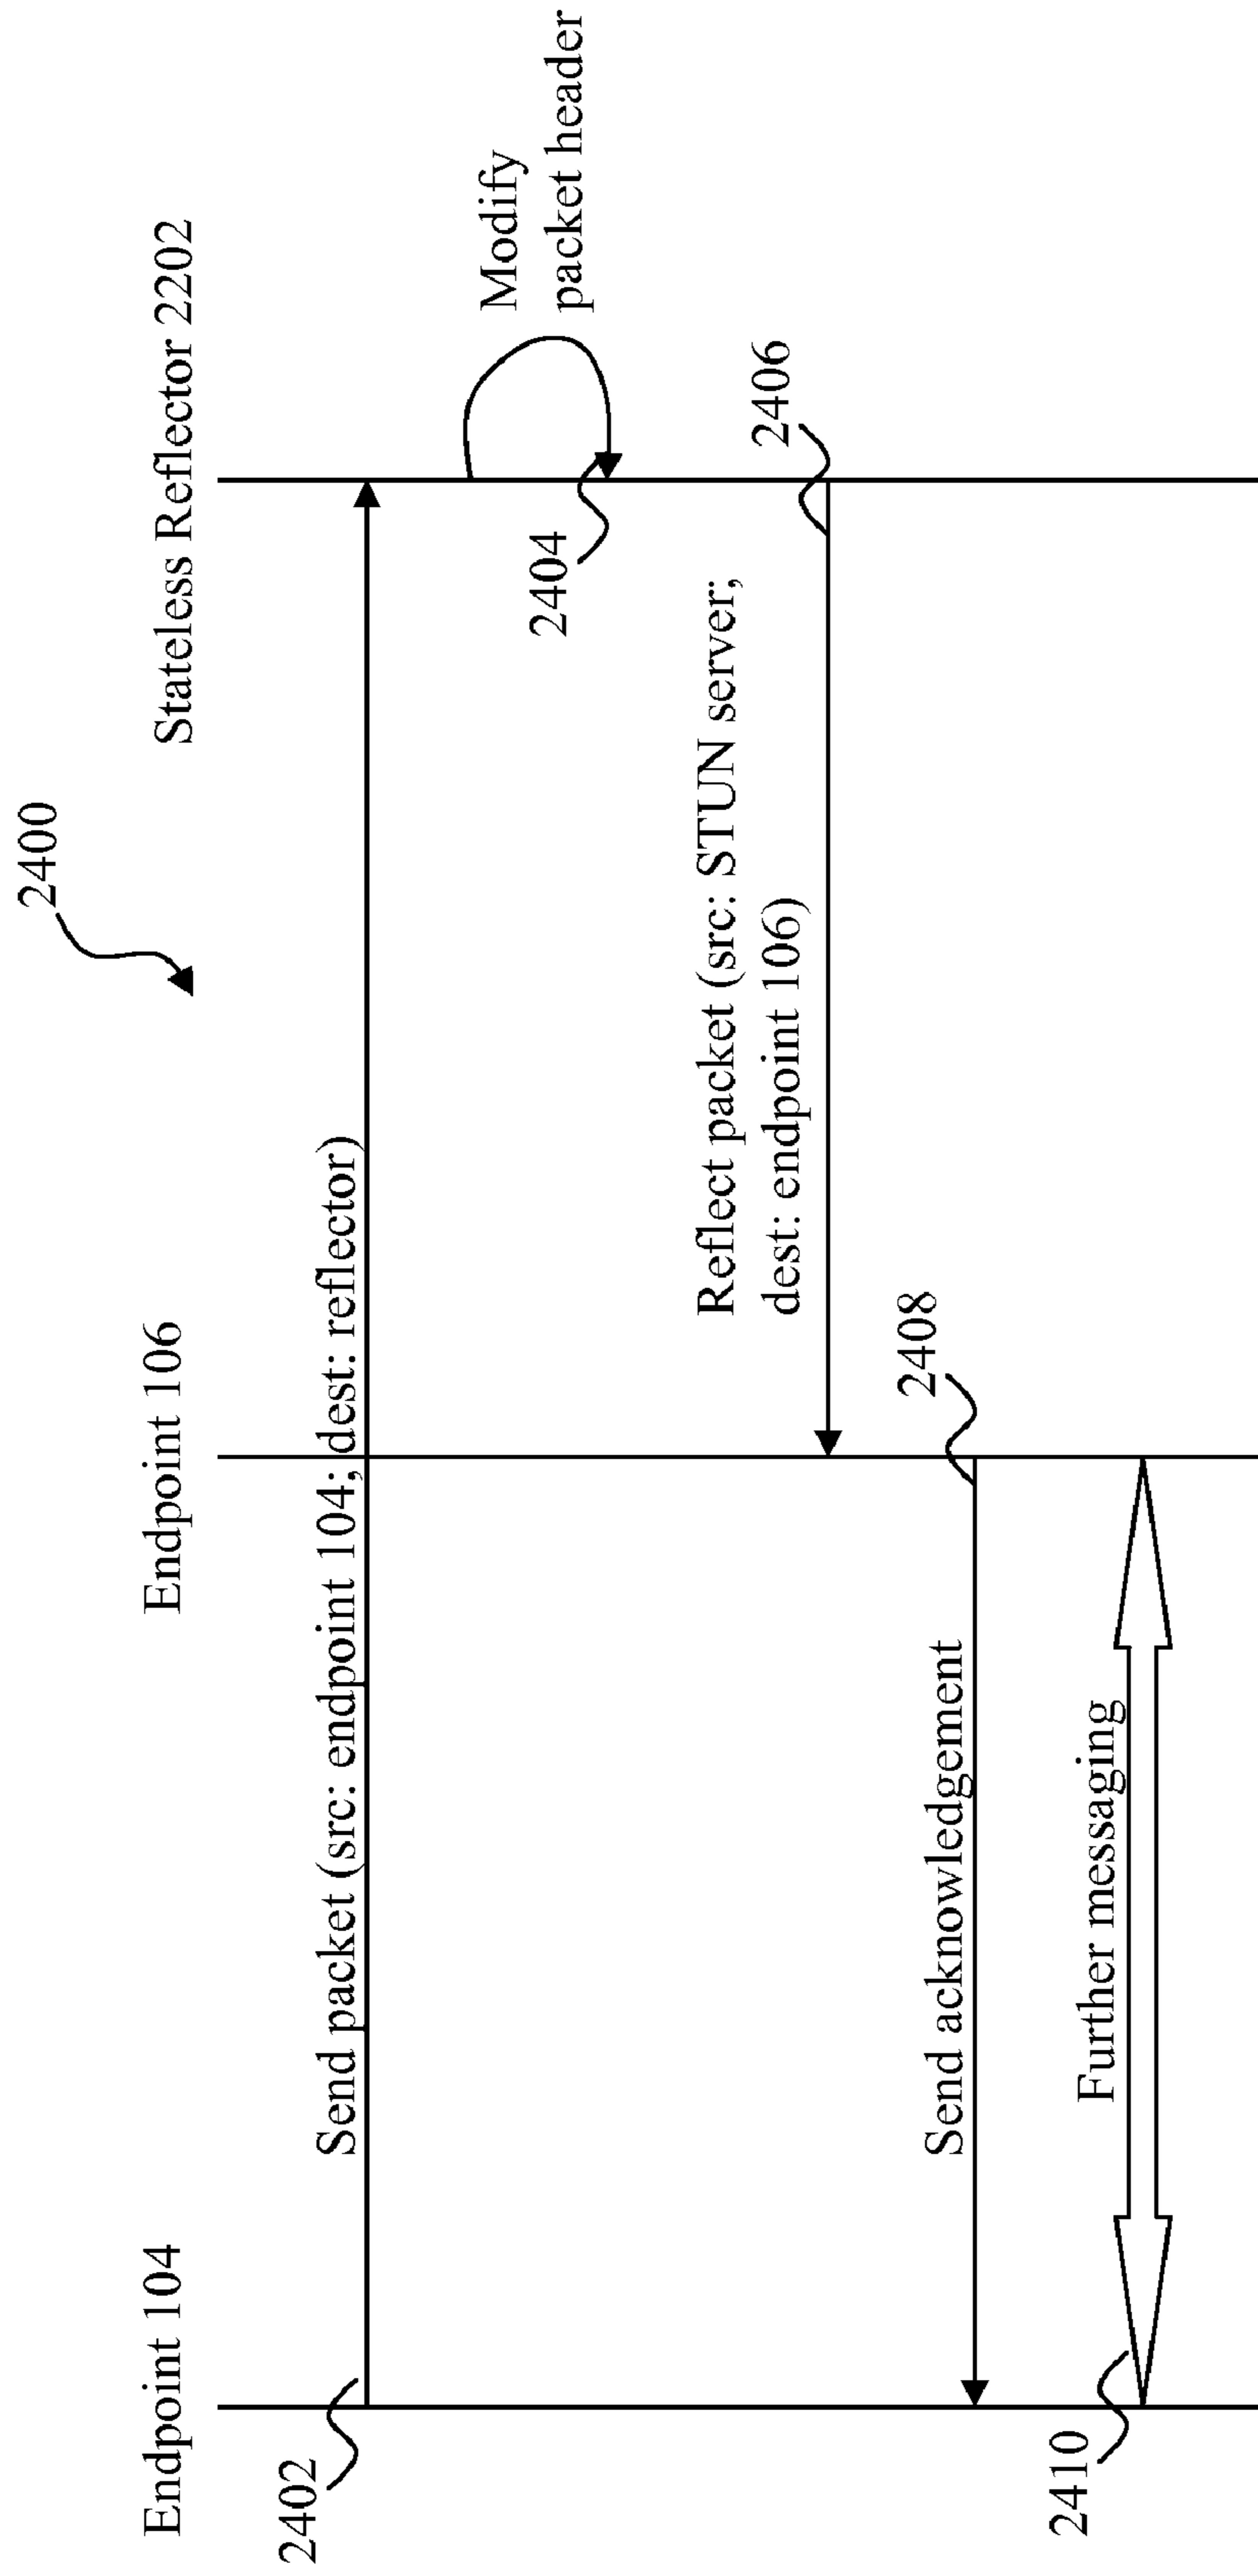 2400
Endpoint 104
Endpoint 106
Stateless Reflector 2202
2402
Send packet (src: endpoint 104; dest: reflector)
Modify
packet header
2404
2406
Reflect packet (src: STUN server;
dest: endpoint 106)
2408
Send acknowledgement
2410
Further messaging